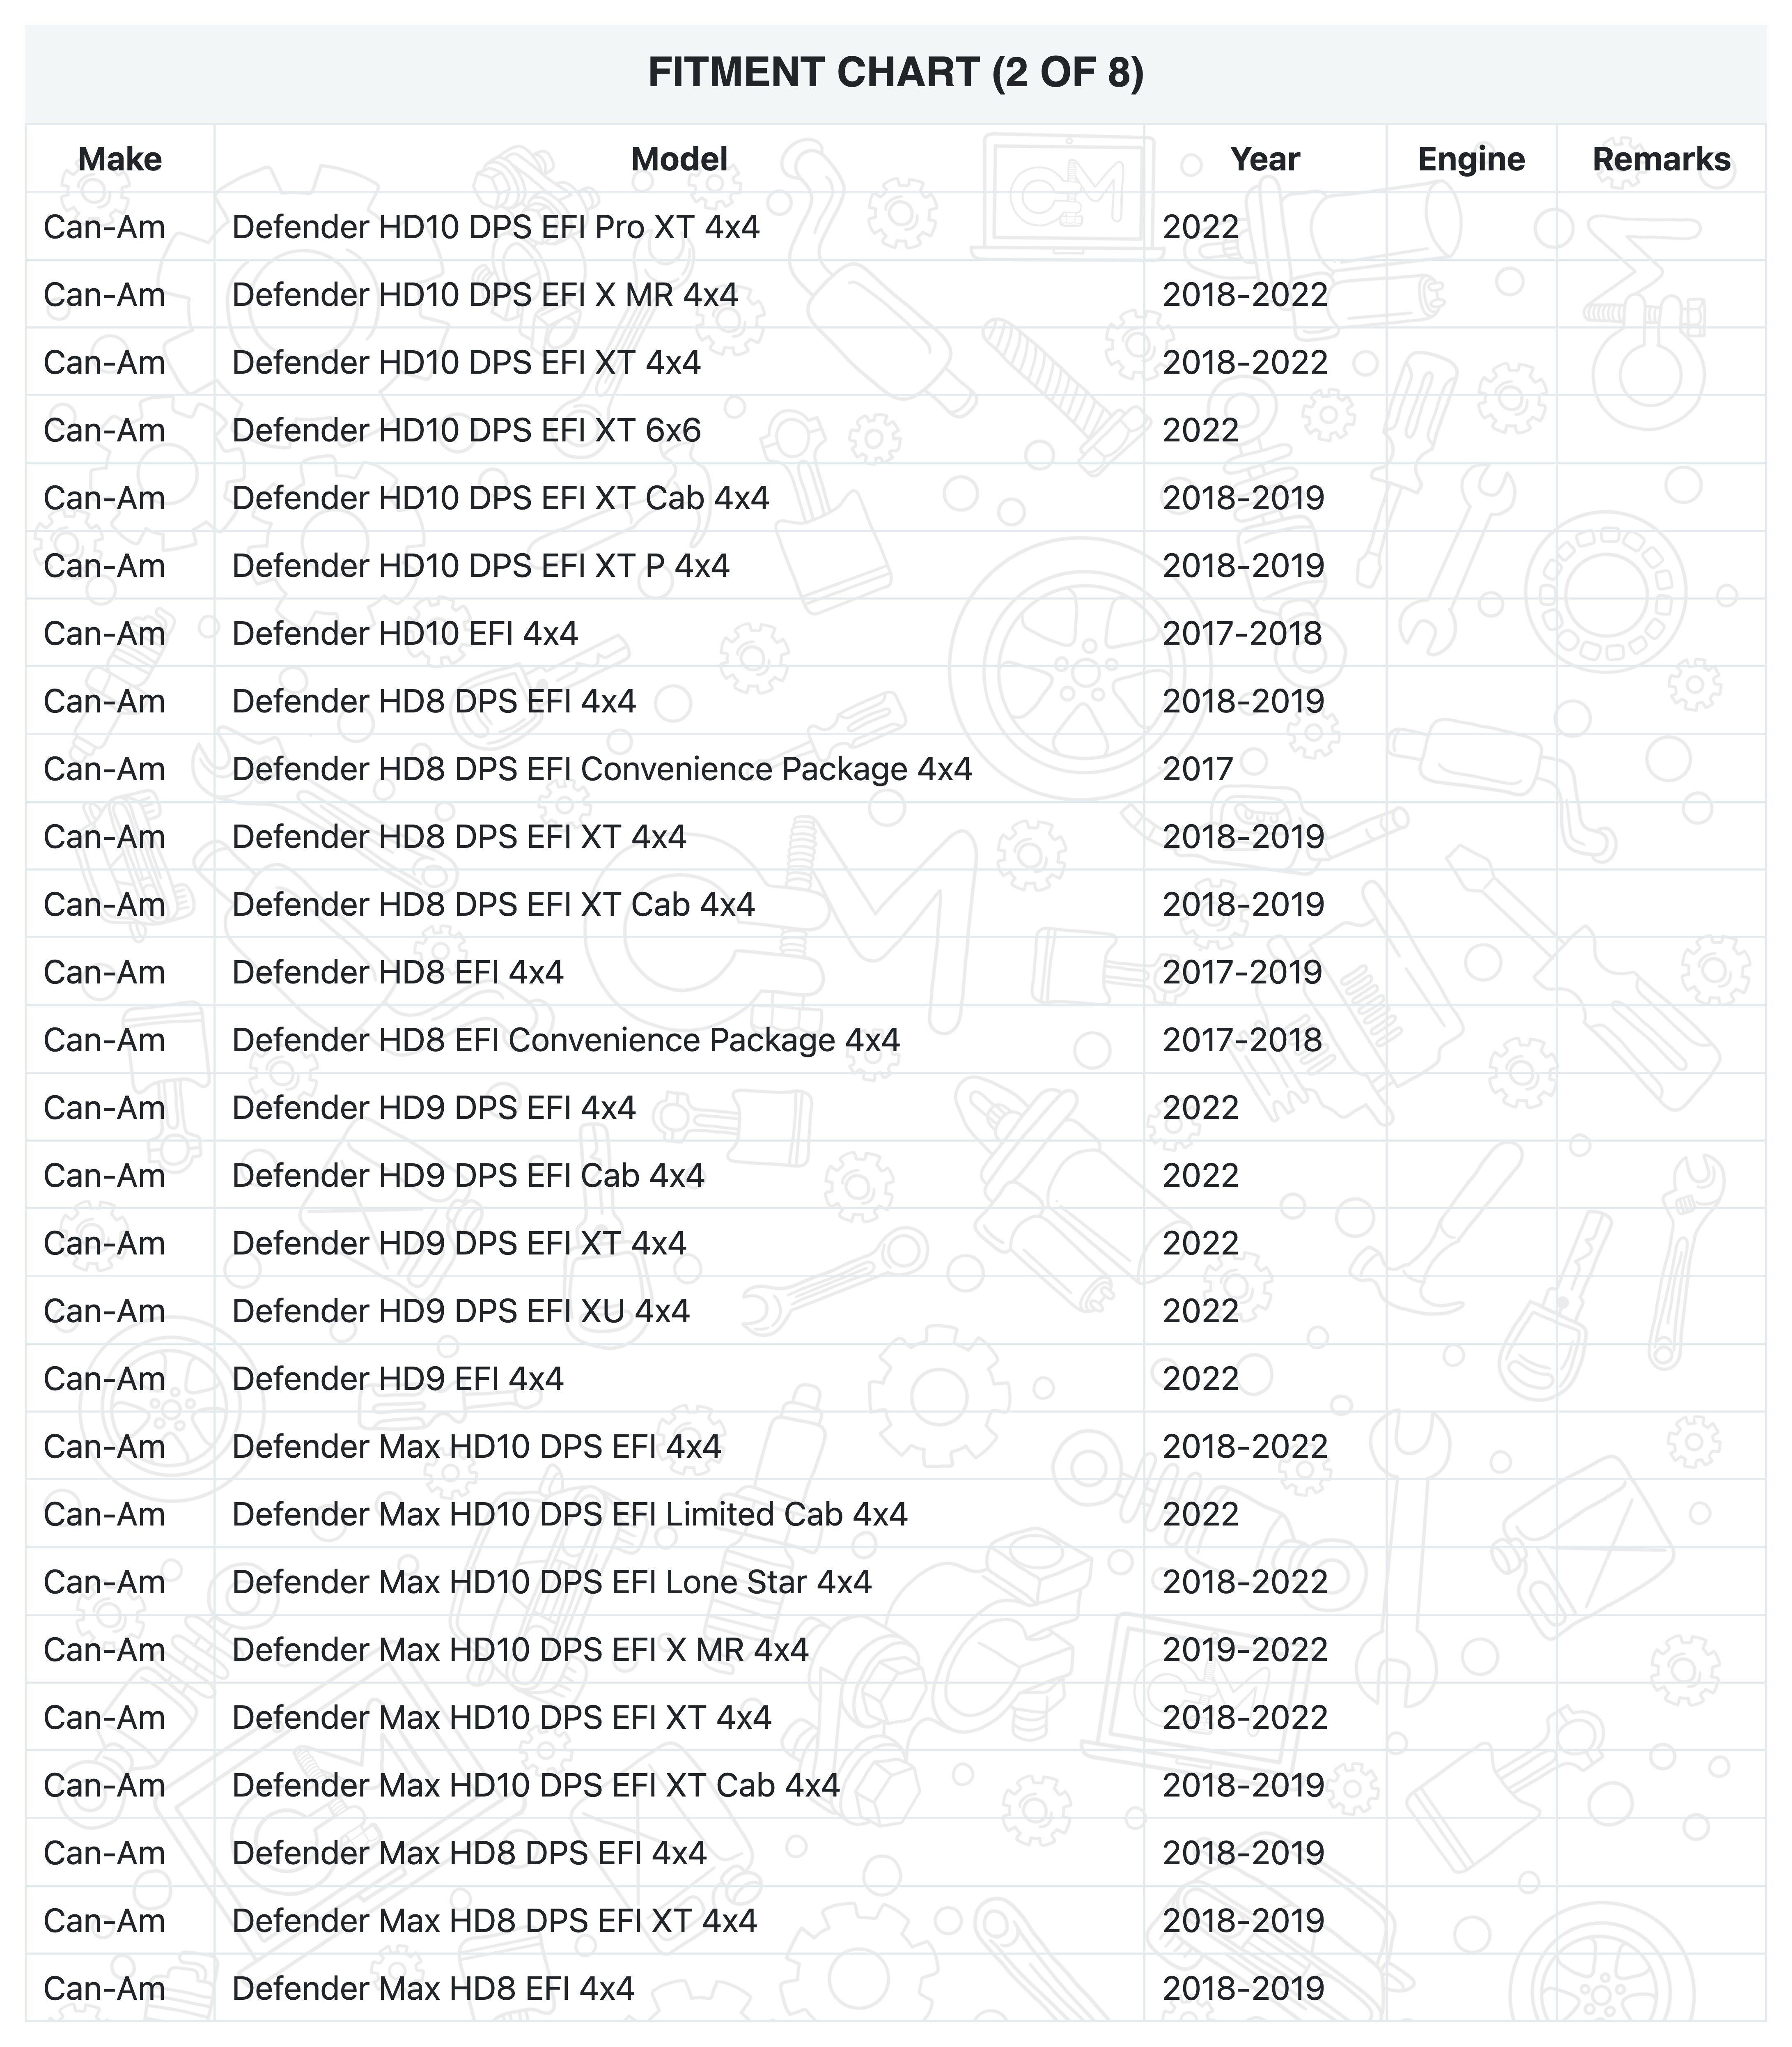 FITMENT CHART (2 OF 8)
Make Model Year Engine Remarks
Can-Am Defender HD10 DPS EFI Pro XT 4x4 2022
Can-Am Defender HD10 DPS EFI X MR 4x4 2018-2022
Can-Am Defender HD10 DPS EFI XT 4x4 2018-2022
Can-Am Defender HD10 DPS EFI XT 6x6 2022
Can-Am Defender HD10 DPS EFI XT Cab 4x4 2018-2019
Can-Am Defender HD10 DPS EFI XT P 4x4 2018-2019
Can-Am Defender HD10 EFI 4x4 2017-2018
Can-Am Defender HD8 DPS EFI 4x4 2018-2019
Can-Am Defender HD8 DPS EFI Convenience Package 4x4 2017
Can-Am Defender HD8 DPS EFI XT 4x4 2018-2019
Can-Am Defender HD8 DPS EFI XT Cab 4x4 2018-2019
Can-Am Defender HD8 EFI 4x4 2017-2019
Can-Am Defender HD8 EFI Convenience Package 4x4 2017-2018
Can-Am Defender HD9 DPS EFI 4x4 2022
Can-Am Defender HD9 DPS EFI Cab 4x4 2022
Can-Am Defender HD9 DPS EFI XT 4x4 2022
Can-Am Defender HD9 DPS EFI XU 4x4 2022
Can-Am Defender HD9 EFI 4x4 2022
Can-Am Defender Max HD10 DPS EFI 4x4 2018-2022
Can-Am Defender Max HD10 DPS EFI Limited Cab 4x4 2022
Can-Am Defender Max HD10 DPS EFI Lone Star 4x4 2018-2022
Can-Am Defender Max HD10 DPS EFI X MR 4x4 2019-2022
Can-Am Defender Max HD10 DPS EFI XT 4x4 2018-2022
Can-Am Defender Max HD10 DPS EFI XT Cab 4x4 2018-2019
Can-Am Defender Max HD8 DPS EFI 4x4 2018-2019
Can-Am Defender Max HD8 DPS EFI XT 4x4 2018-2019
Can-Am Defender Max HD8 EFI 4x4 2018-2019